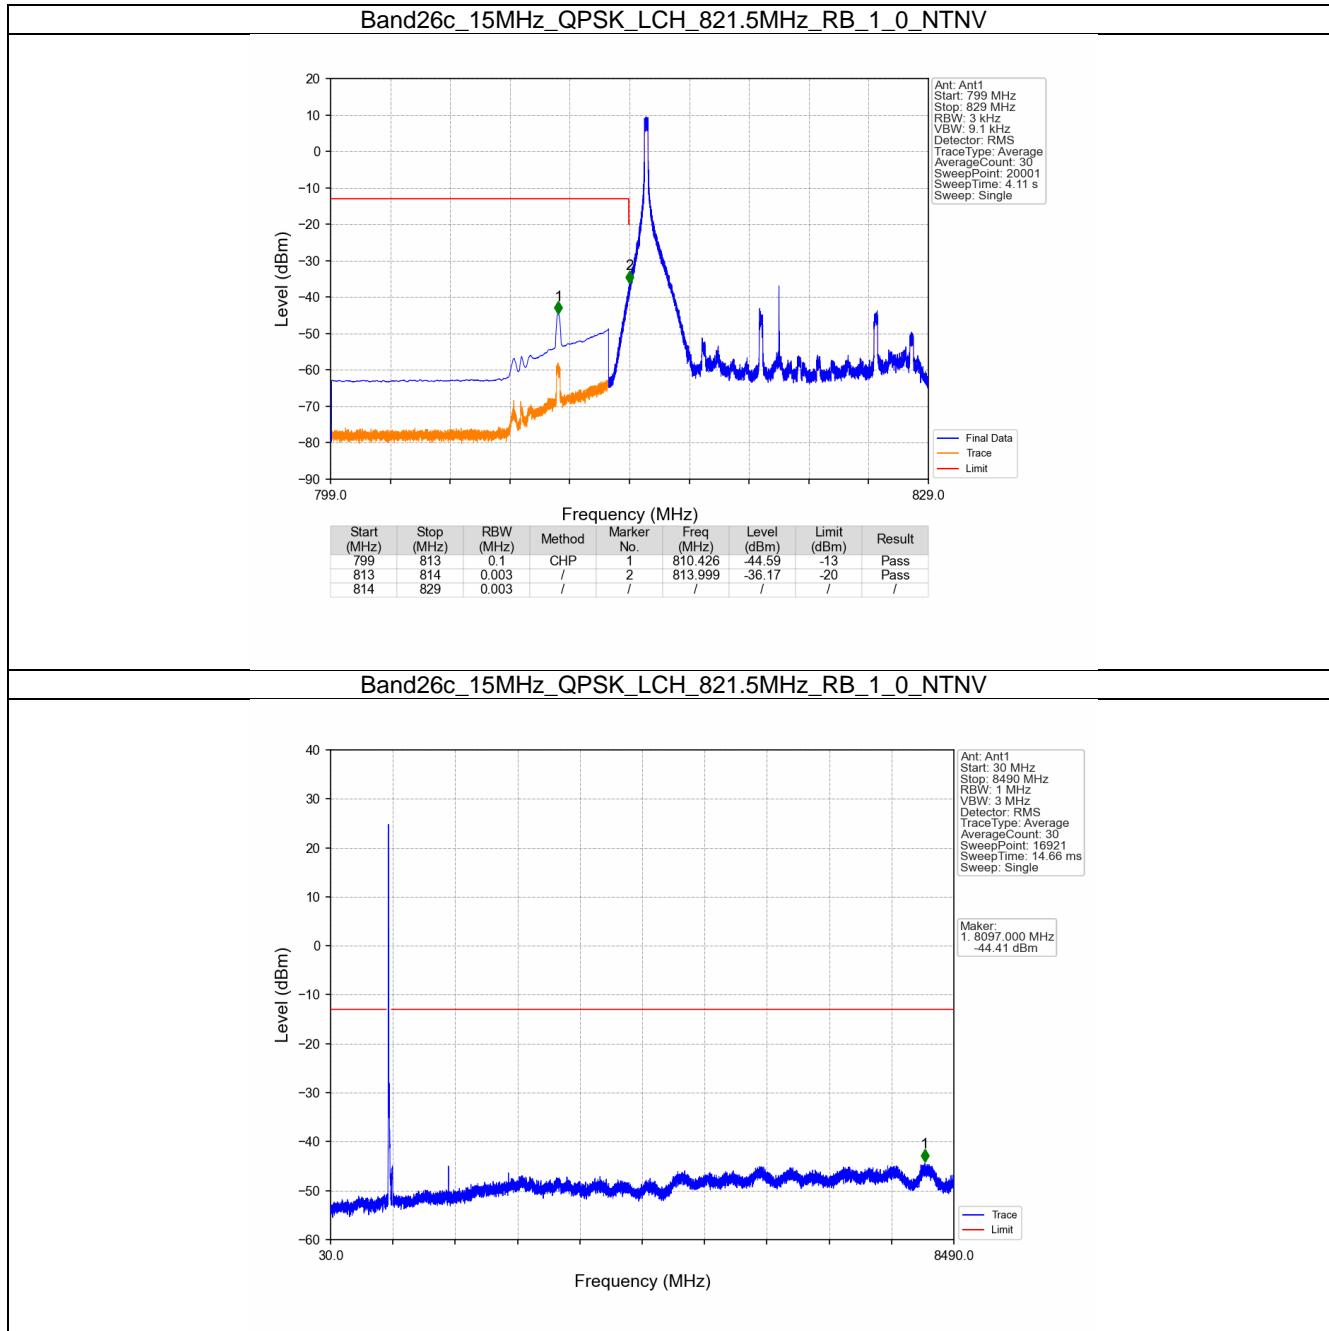 Band26c_15MHz_QPSK_LCH_821.5MHz_RB_1_0_NTNV
20
10
0
−10
−20
−30
−40
−50
−60
−70
−80
−90
Level (dBm)
1
2
799.0
829.0
Frequency (MHz)
Ant: Ant1
Start: 799 MHz
Stop: 829 MHz
RBW: 3 kHz
VBW: 9.1 kHz
Detector: RMS
TraceType: Average
AverageCount: 30
SweepPoint: 20001
SweepTime: 4.11 s
Sweep: Single
Final Data
Trace
Limit
Start (MHz) Stop (MHz) RBW (MHz) Method Marker No. Freq (MHz) Level (dBm) Limit (dBm) Result
799 813 0.1 CHP 1 810.426 -44.59 -13 Pass
813 814 0.003 / 2 813.999 -36.17 -20 Pass
814 829 0.003 / / / / / /
Band26c_15MHz_QPSK_LCH_821.5MHz_RB_1_0_NTNV
40
30
20
10
0
−10
−20
−30
−40
−50
−60
Level (dBm)
1
30.0
8490.0
Frequency (MHz)
Ant: Ant1
Start: 30 MHz
Stop: 8490 MHz
RBW: 1 MHz
VBW: 3 MHz
Detector: RMS
TraceType: Average
AverageCount: 30
SweepPoint: 16921
SweepTime: 14.66 ms
Sweep: Single
Maker:
1. 8097.000 MHz
-44.41 dBm
Trace
Limit